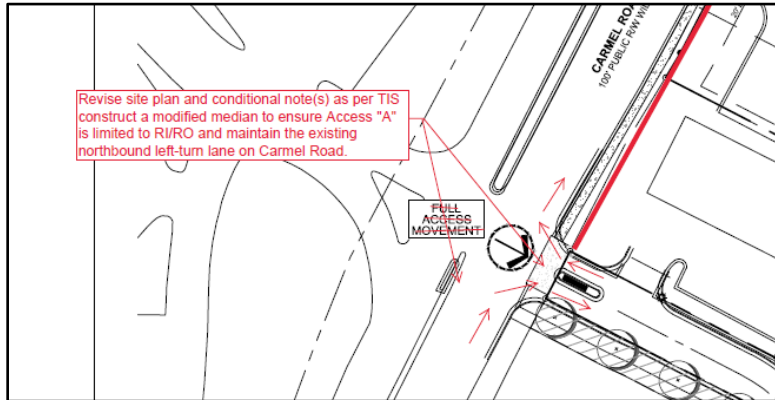 CARMEL ROA
100' PUBLIC R/W WI
Revise site plan and conditional note(s) as per TIS
construct a modified median to ensure Access "A"
is limited to RI/RO and maintain the existing
northbound left-turn lane on Carmel Road.
FULL
ACCESS
MOVEMENT